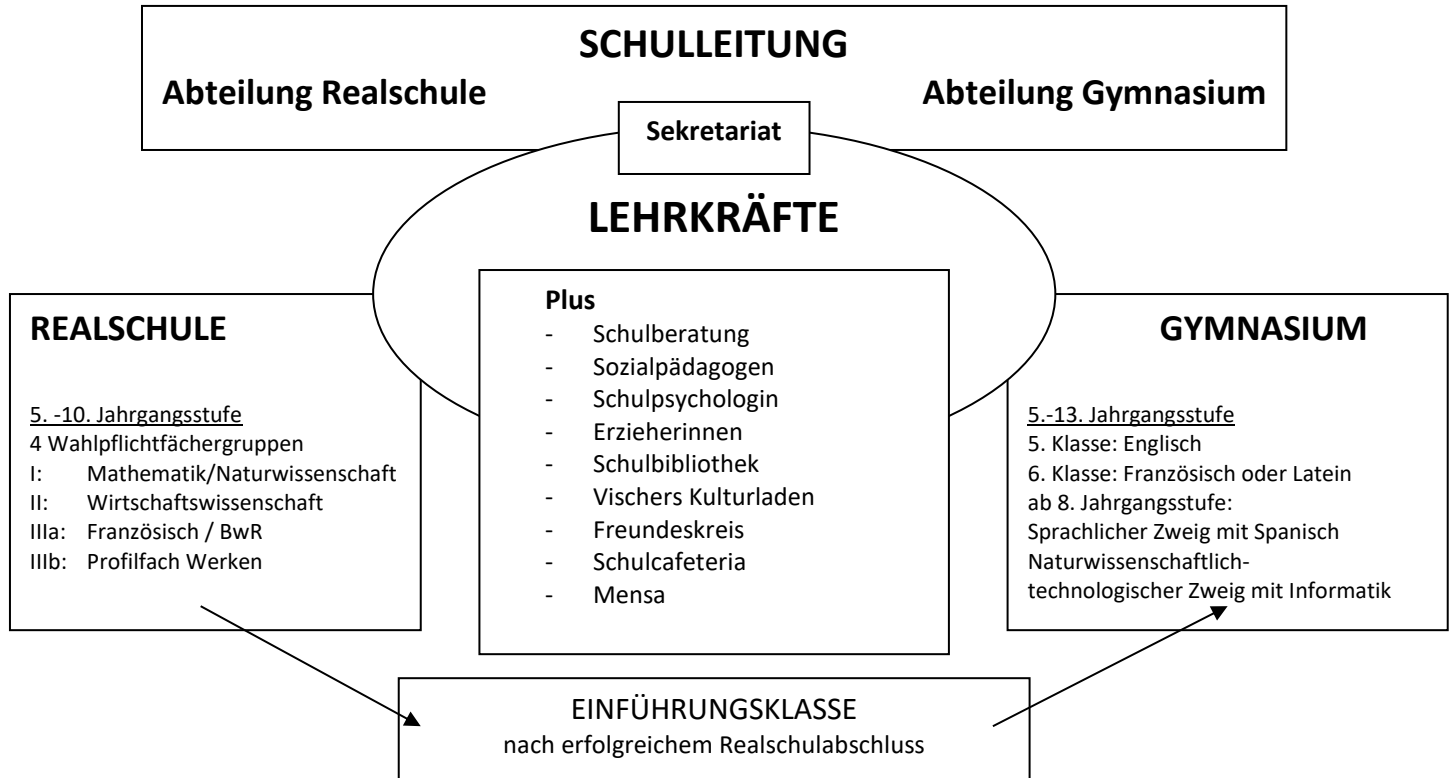 SCHULLEITUNG
Abteilung Realschule
Abteilung Gymnasium
Sekretariat
LEHRKRÄFTE
Plus
- Schulberatung
- Sozialpädagogen
- Schulpsychologin
- Erzieherinnen
- Schulbibliothek
- Vischers Kulturladen
- Freundeskreis
- Schulcafeteria
- Mensa
REALSCHULE
5. -10. Jahrgangsstufe
4 Wahlpflichtfächergruppen
I: Mathematik/Naturwissenschaft
II: Wirtschaftswissenschaft
IIIa: Französisch / BwR
IIIb: Profilfach Werken
GYMNASIUM
5.-13. Jahrgangsstufe
5. Klasse: Englisch
6. Klasse: Französisch oder Latein
ab 8. Jahrgangsstufe:
Sprachlicher Zweig mit Spanisch
Naturwissenschaftlich-
technologischer Zweig mit Informatik
EINFÜHRUNGSKLASSE
nach erfolgreichem Realschulabschluss